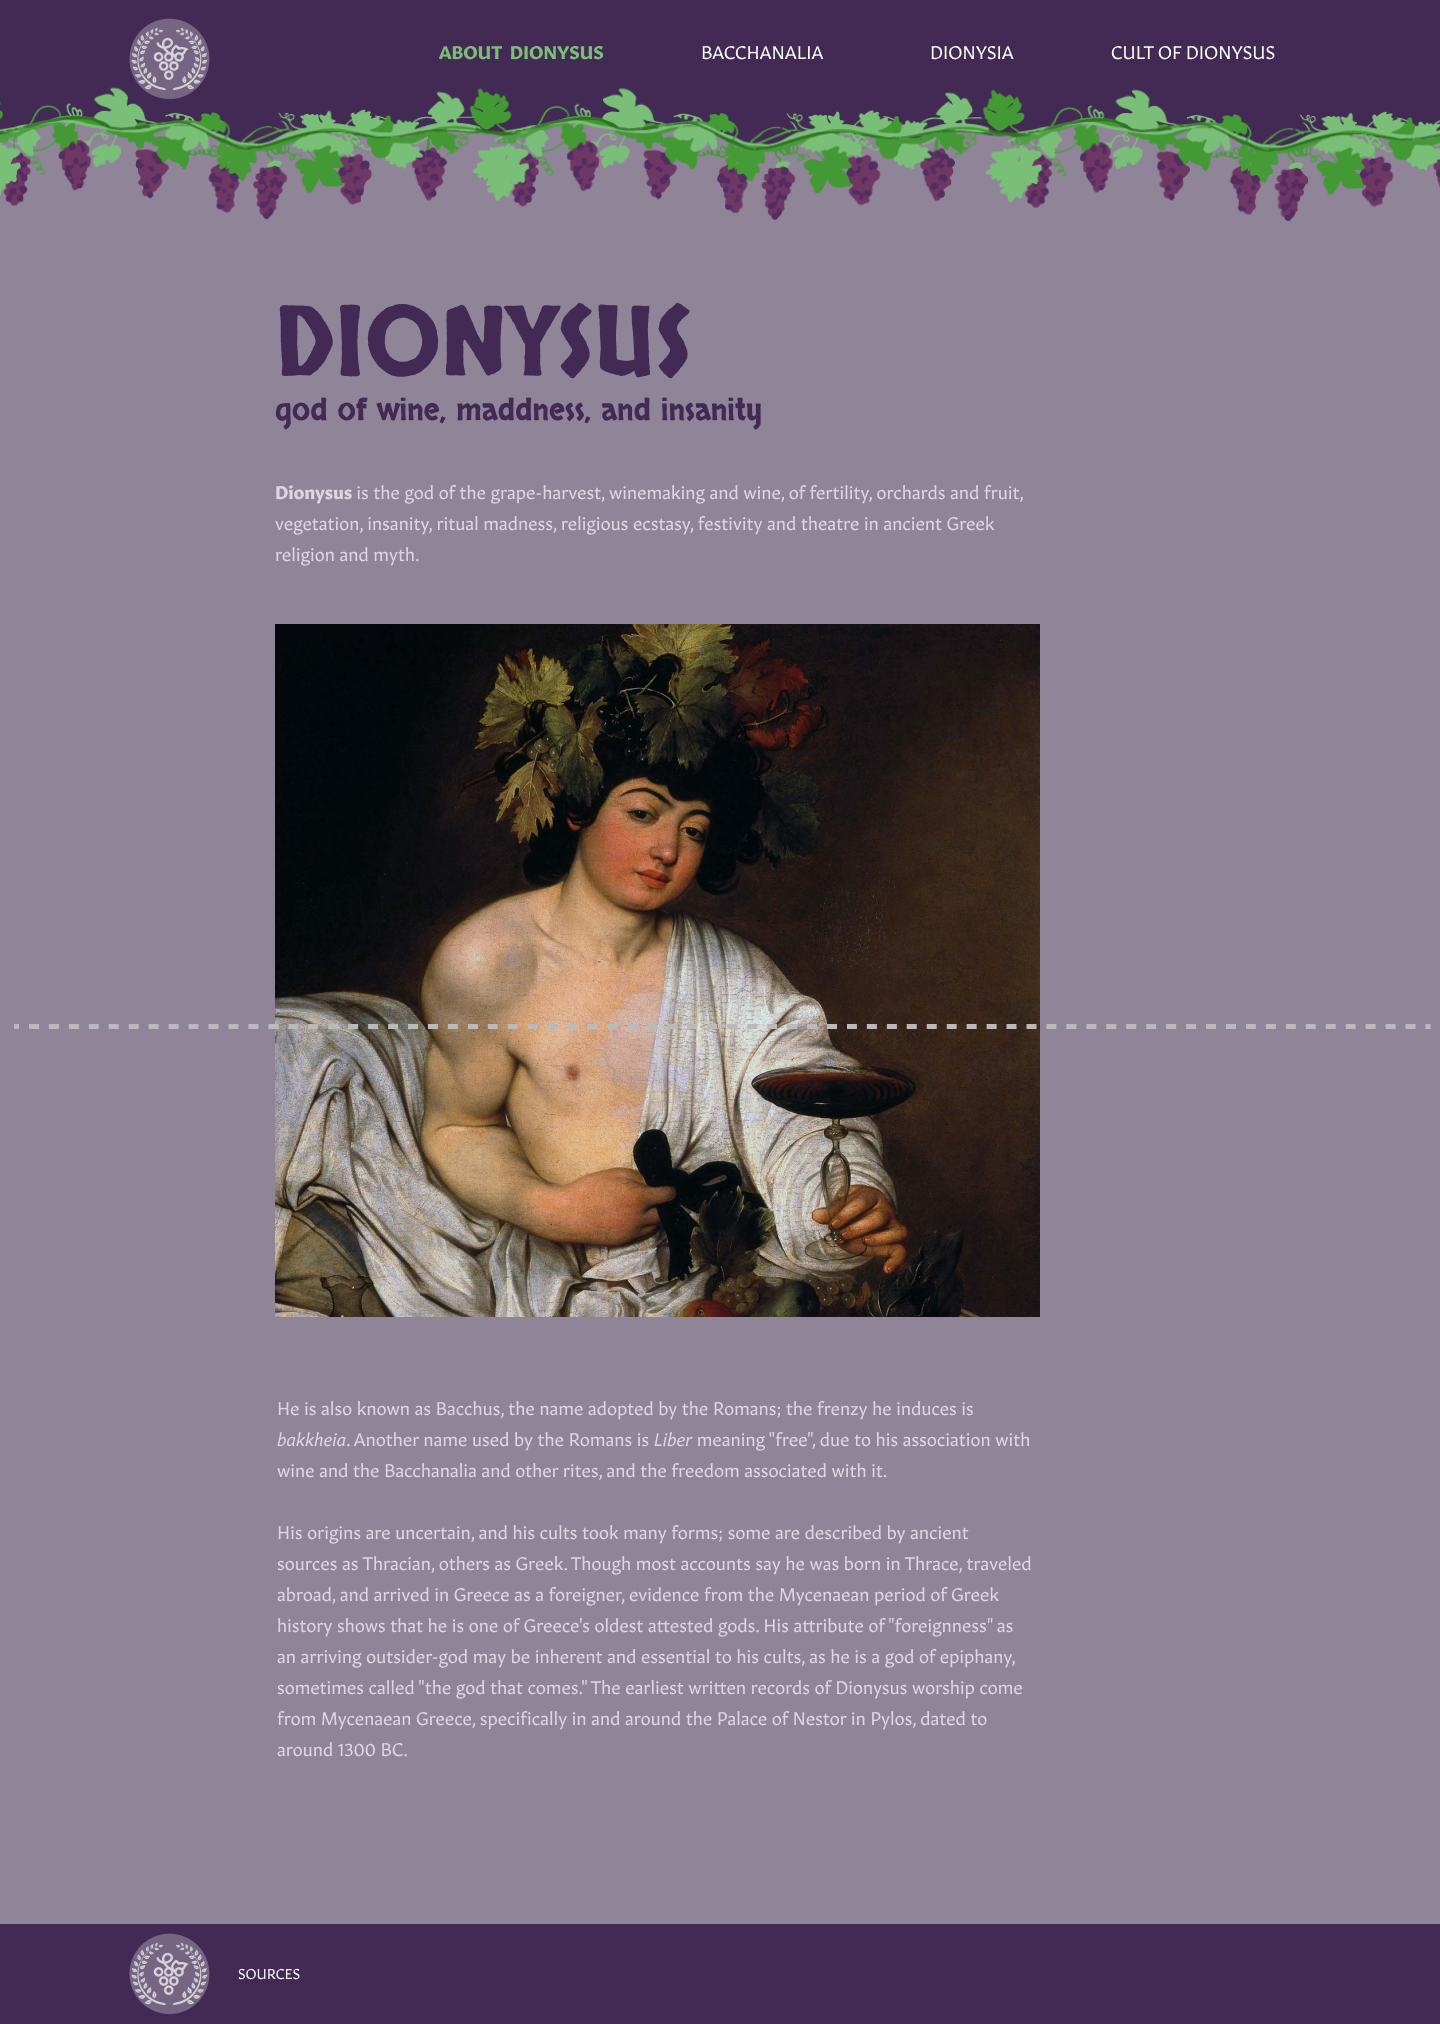 ABOUT DIONYSUS
BACCHANALIA
DIONYSIA
CULT OF DIONYSUS
DIONYSUS
god of wine, maddness, and insanity
Dionysus is the god of the grape-harvest, winemaking and wine, of fertility, orchards and fruit,
vegetation, insanity, ritual madness, religious ecstasy, festivity and theatre in ancient Greek
religion and myth.
He is also known as Bacchus, the name adopted by the Romans; the frenzy he induces is
bakkheia. Another name used by the Romans is Liber meaning "free", due to his association with
wine and the Bacchanalia and other rites, and the freedom associated with it.
His origins are uncertain, and his cults took many forms; some are described by ancient
sources as Thracian, others as Greek. Though most accounts say he was born in Thrace, traveled
abroad, and arrived in Greece as a foreigner, evidence from the Mycenaean period of Greek
history shows that he is one of Greece's oldest attested gods. His attribute of "foreignness" as
an arriving outsider-god may be inherent and essential to his cults, as he is a god of epiphany,
sometimes called "the god that comes." The earliest written records of Dionysus worship come
from Mycenaean Greece, specifically in and around the Palace of Nestor in Pylos, dated to
around 1300 BC.
SOURCES